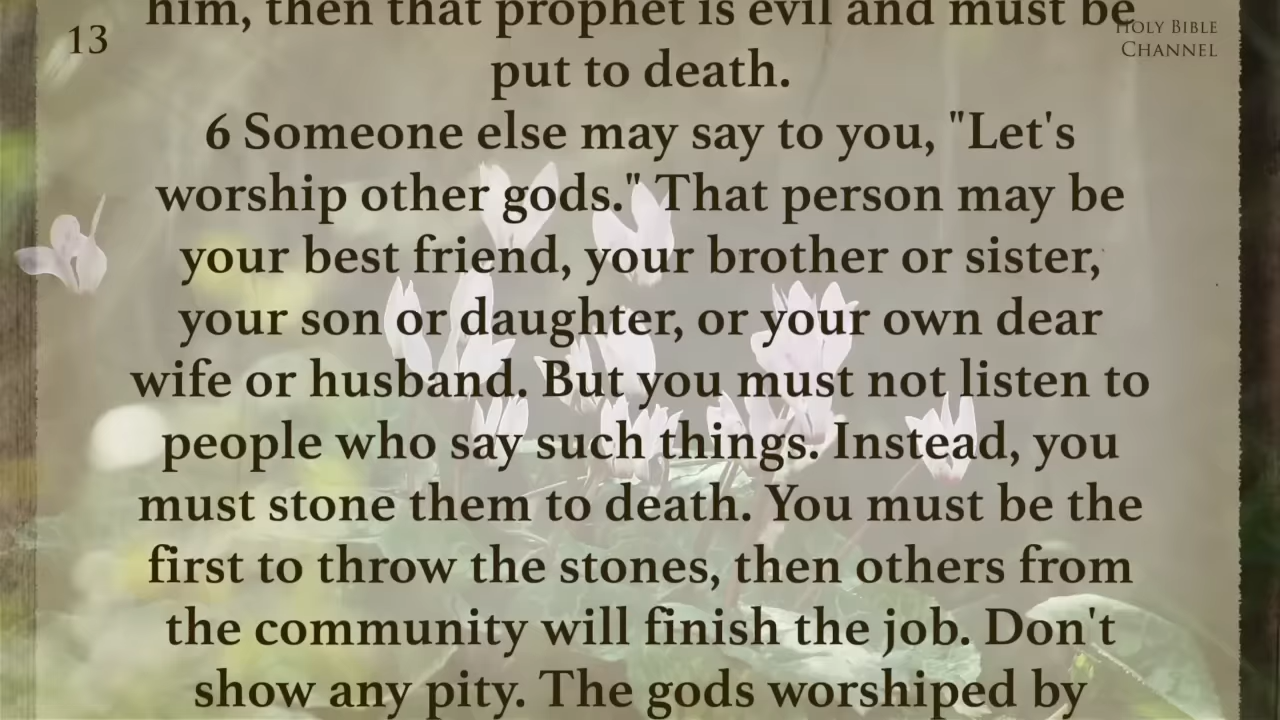 him, then that prophet is evil and must be
13
HOLY BIBLE
CHANNEL
put to death.
6 Someone else may say to you, "Let's
worship other gods." That person may be
your best friend, your brother or sister,
your son or daughter, or your own dear
wife or husband. But you must not listen to
people who say such things. Instead, you
must stone them to death. You must be the
first to throw the stones, then others from
the community will finish the job. Don't
show any pity. The gods worshiped by